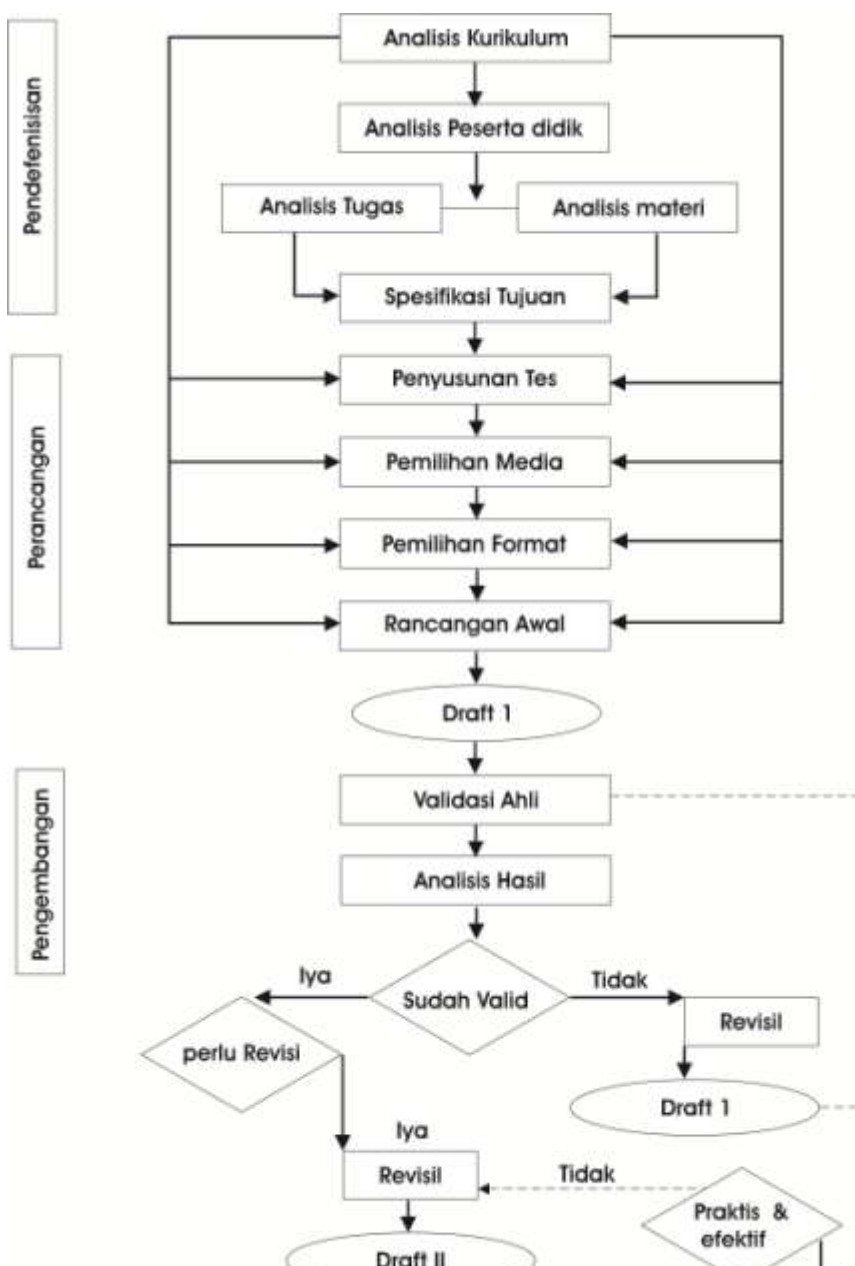 Pendefenisisan
Analisis Kurikulum
Analisis Peserta didik
Analisis Tugas
Analisis materi
Spesifikasi Tujuan
Perancangan
Penyusunan Tes
Pemilihan Media
Pemilihan Format
Rancangan Awal
Draft 1
Pengembangan
Validasi Ahli
Analisis Hasil
Sudah Valid
Iya
Tidak
perlu Revisi
Revisil
Draft 1
Iya
Revisil
Tidak
Praktis &
efektif
Draft II